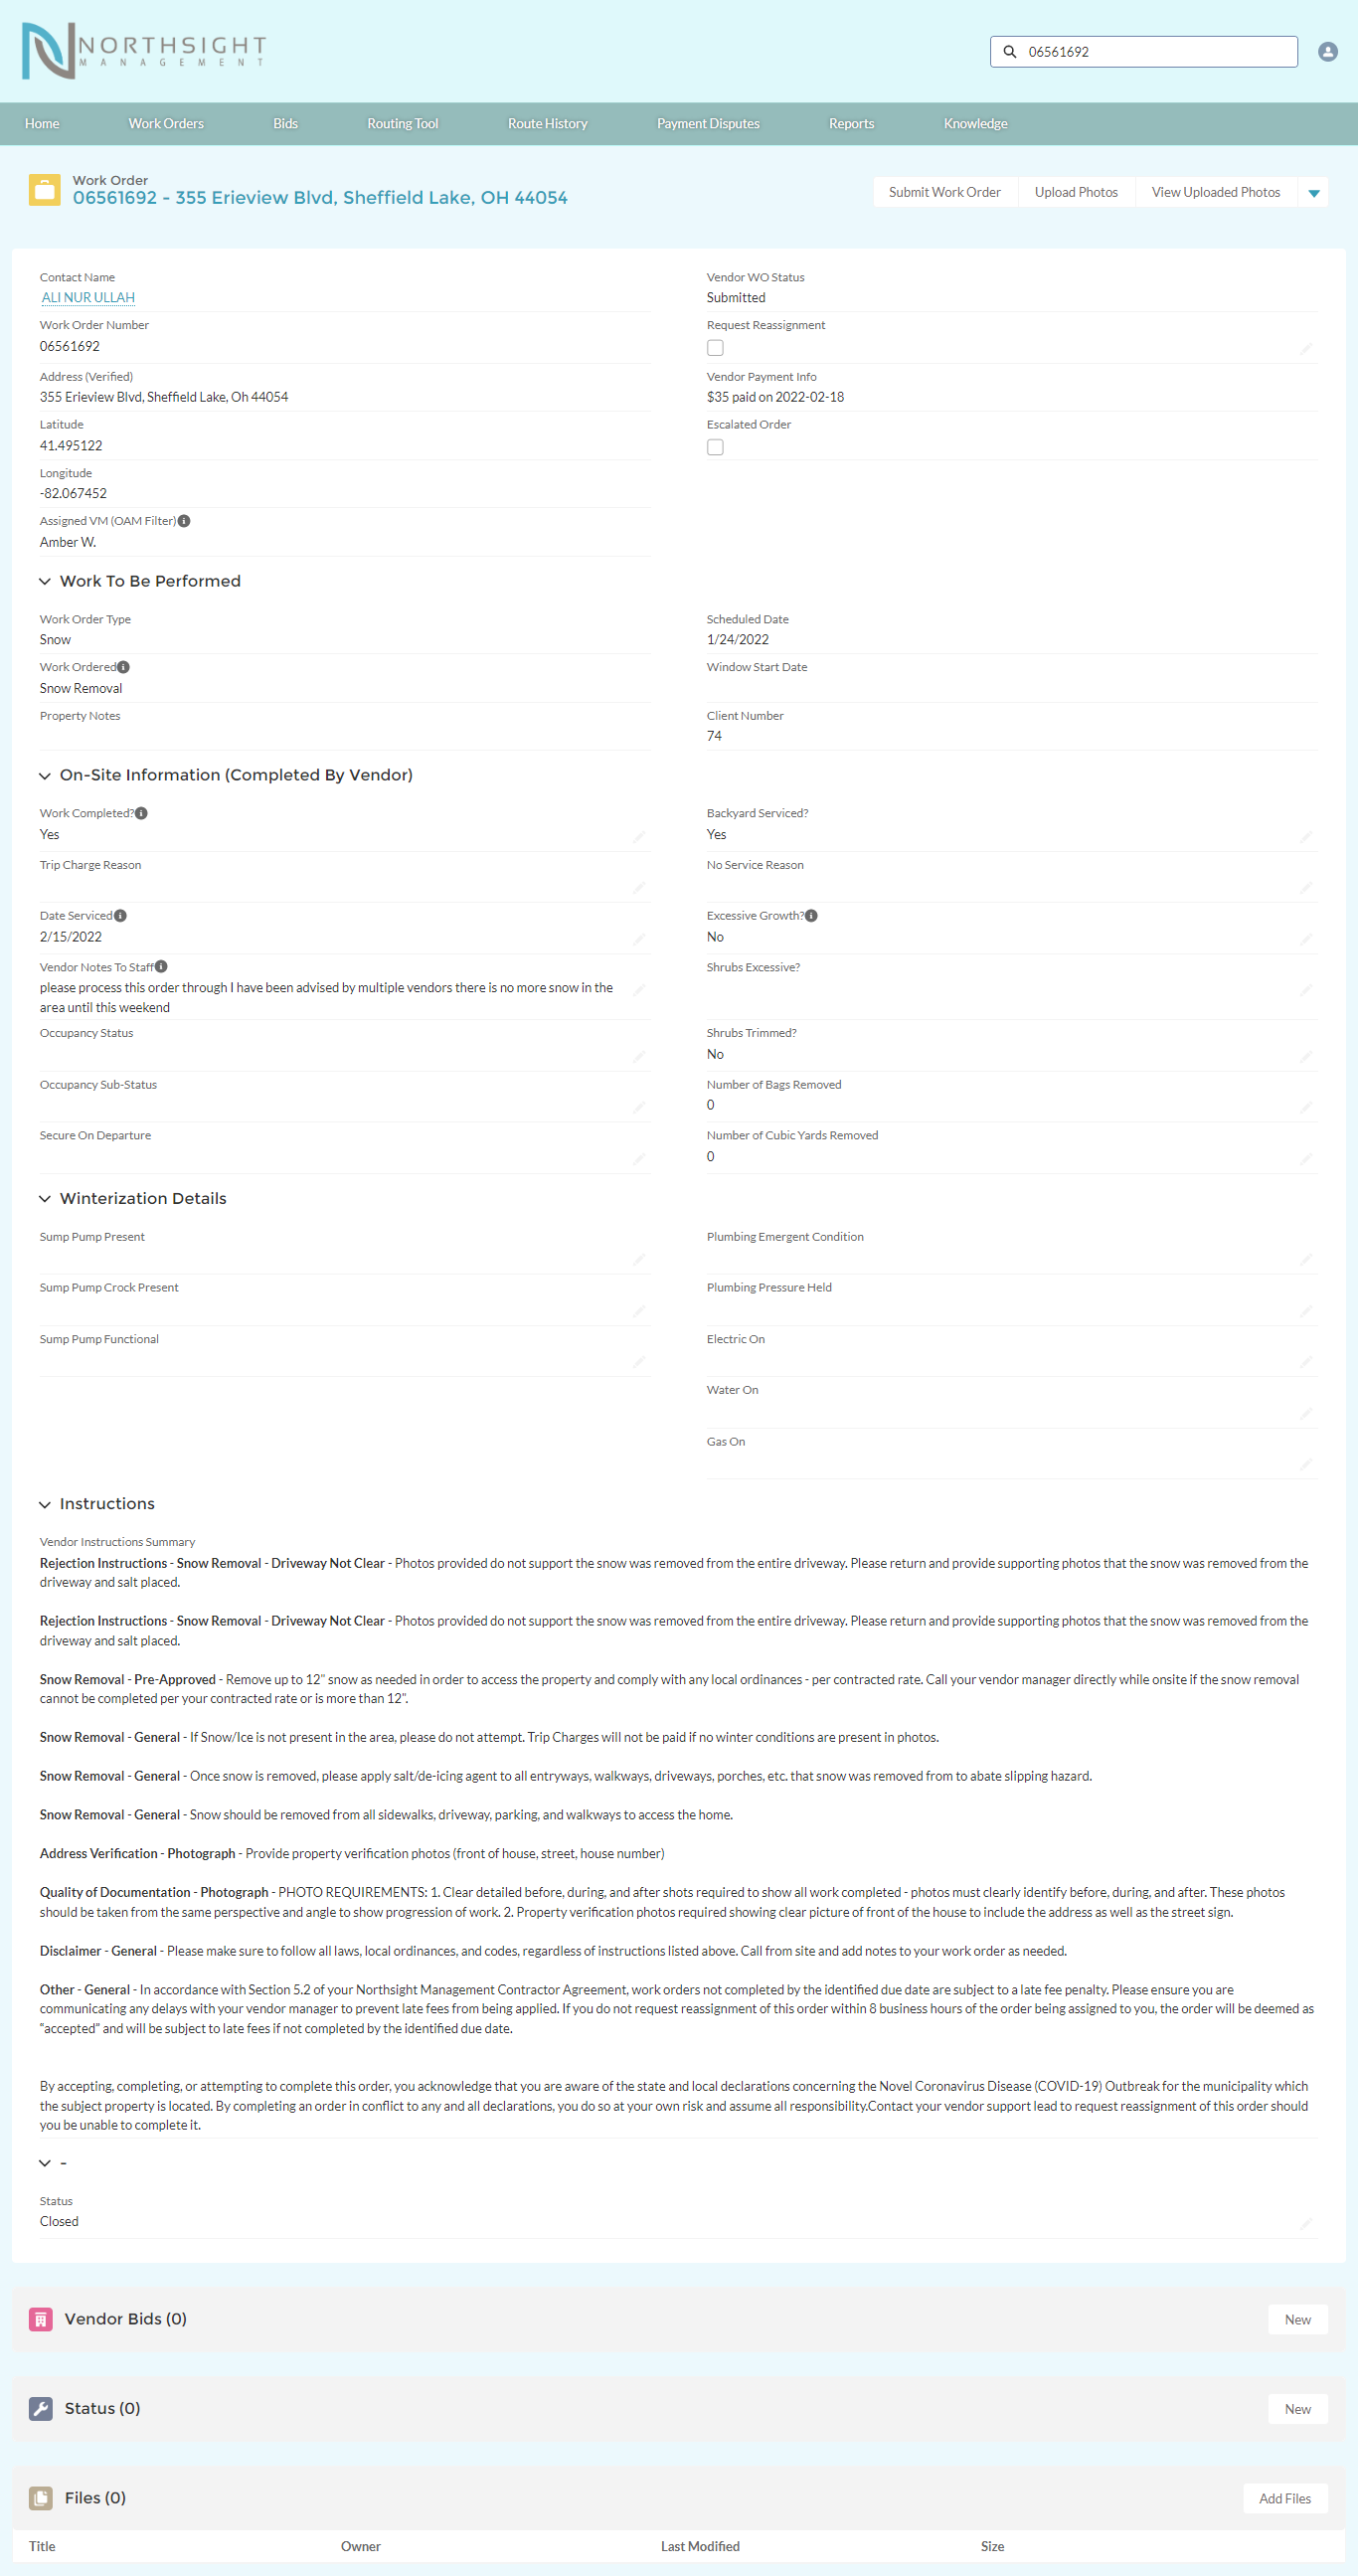 NORTHSIGHT
MANAGEMENT
06561692
Home
Work Orders
Bids
Routing Tool
Route History
Payment Disputes
Reports
Knowledge
Work Order
06561692 - 355 Erieview Blvd, Sheffield Lake, OH 44054
Submit Work Order
Upload Photos
View Uploaded Photos
Contact Name
ALI NUR ULLAH
Vendor WO Status
Submitted
Work Order Number
06561692
Request Reassignment
Address (Verified)
355 Erieview Blvd, Sheffield Lake, Oh 44054
Vendor Payment Info
$35 paid on 2022-02-18
Latitude
41.495122
Escalated Order
Longitude
-82.067452
Assigned VM (OAM Filter)
Amber W.
Work To Be Performed
Work Order Type
Snow
Scheduled Date
1/24/2022
Work Ordered
Snow Removal
Window Start Date
Property Notes
Client Number
74
On-Site Information (Completed By Vendor)
Work Completed?
Yes
Backyard Serviced?
Yes
Trip Charge Reason
No Service Reason
Date Serviced
2/15/2022
Excessive Growth?
No
Vendor Notes To Staff
please process this order through I have been advised by multiple vendors there is no more snow in the
area until this weekend
Shrubs Excessive?
Occupancy Status
Shrubs Trimmed?
No
Occupancy Sub-Status
Number of Bags Removed
0
Secure On Departure
Number of Cubic Yards Removed
0
Winterization Details
Sump Pump Present
Plumbing Emergent Condition
Sump Pump Crock Present
Plumbing Pressure Held
Sump Pump Functional
Electric On
Water On
Gas On
Instructions
Vendor Instructions Summary
Rejection Instructions - Snow Removal - Driveway Not Clear - Photos provided do not support the snow was removed from the entire driveway. Please return and provide supporting photos that the snow was removed from the
driveway and salt placed.
Rejection Instructions - Snow Removal - Driveway Not Clear - Photos provided do not support the snow was removed from the entire driveway. Please return and provide supporting photos that the snow was removed from the
driveway and salt placed.
Snow Removal - Pre-Approved - Remove up to 12" snow as needed in order to access the property and comply with any local ordinances - per contracted rate. Call your vendor manager directly while onsite if the snow removal
cannot be completed per your contracted rate or is more than 12".
Snow Removal - General - If Snow/Ice is not present in the area, please do not attempt. Trip Charges will not be paid if no winter conditions are present in photos.
Snow Removal - General - Once snow is removed, please apply salt/de-icing agent to all entryways, walkways, driveways, porches, etc. that snow was removed from to abate slipping hazard.
Snow Removal - General - Snow should be removed from all sidewalks, driveway, parking, and walkways to access the home.
Address Verification - Photograph - Provide property verification photos (front of house, street, house number)
Quality of Documentation - Photograph - PHOTO REQUIREMENTS: 1. Clear detailed before, during, and after shots required to show all work completed - photos must clearly identify before, during, and after. These photos
should be taken from the same perspective and angle to show progression of work. 2. Property verification photos required showing clear picture of front of the house to include the address as well as the street sign.
Disclaimer - General - Please make sure to follow all laws, local ordinances, and codes, regardless of instructions listed above. Call from site and add notes to your work order as needed.
Other - General - In accordance with Section 5.2 of your Northsight Management Contractor Agreement, work orders not completed by the identified due date are subject to a late fee penalty. Please ensure you are
communicating any delays with your vendor manager to prevent late fees from being applied. If you do not request reassignment of this order within 8 business hours of the order being assigned to you, the order will be deemed as
“accepted” and will be subject to late fees if not completed by the identified due date.
By accepting, completing, or attempting to complete this order, you acknowledge that you are aware of the state and local declarations concerning the Novel Coronavirus Disease (COVID-19) Outbreak for the municipality which
the subject property is located. By completing an order in conflict to any and all declarations, you do so at your own risk and assume all responsibility.Contact your vendor support lead to request reassignment of this order should
you be unable to complete it.
-
Status
Closed
Vendor Bids (0)
New
Status (0)
New
Files (0)
Add Files
Title
Owner
Last Modified
Size